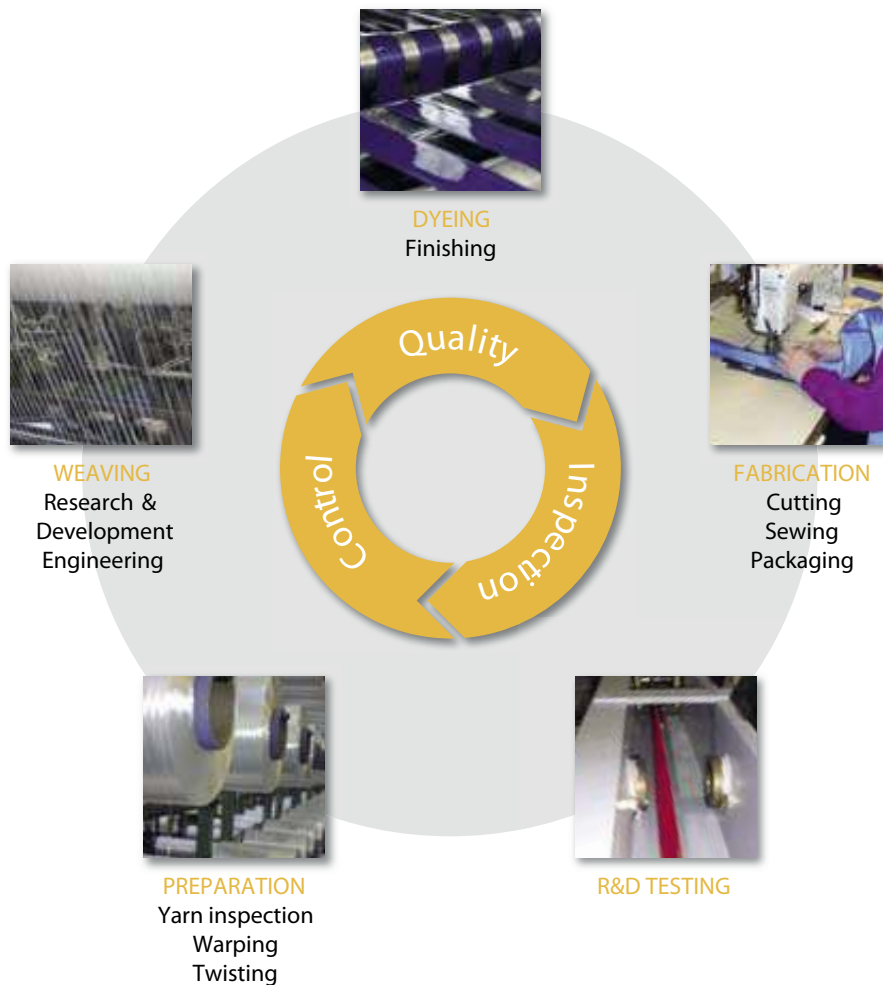 DYEING
Finishing
Quality
Inspection
Control
WEAVING
Research &
Development
Engineering
FABRICATION
Cutting
Sewing
Packaging
PREPARATION
Yarn inspection
Warping
Twisting
R&D TESTING